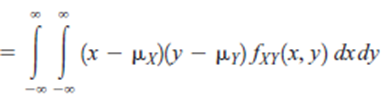 = ∫_{-∞}^{∞} ∫_{-∞}^{∞} (x − μ_X)(y − μ_Y) f_{XY}(x, y) dx dy